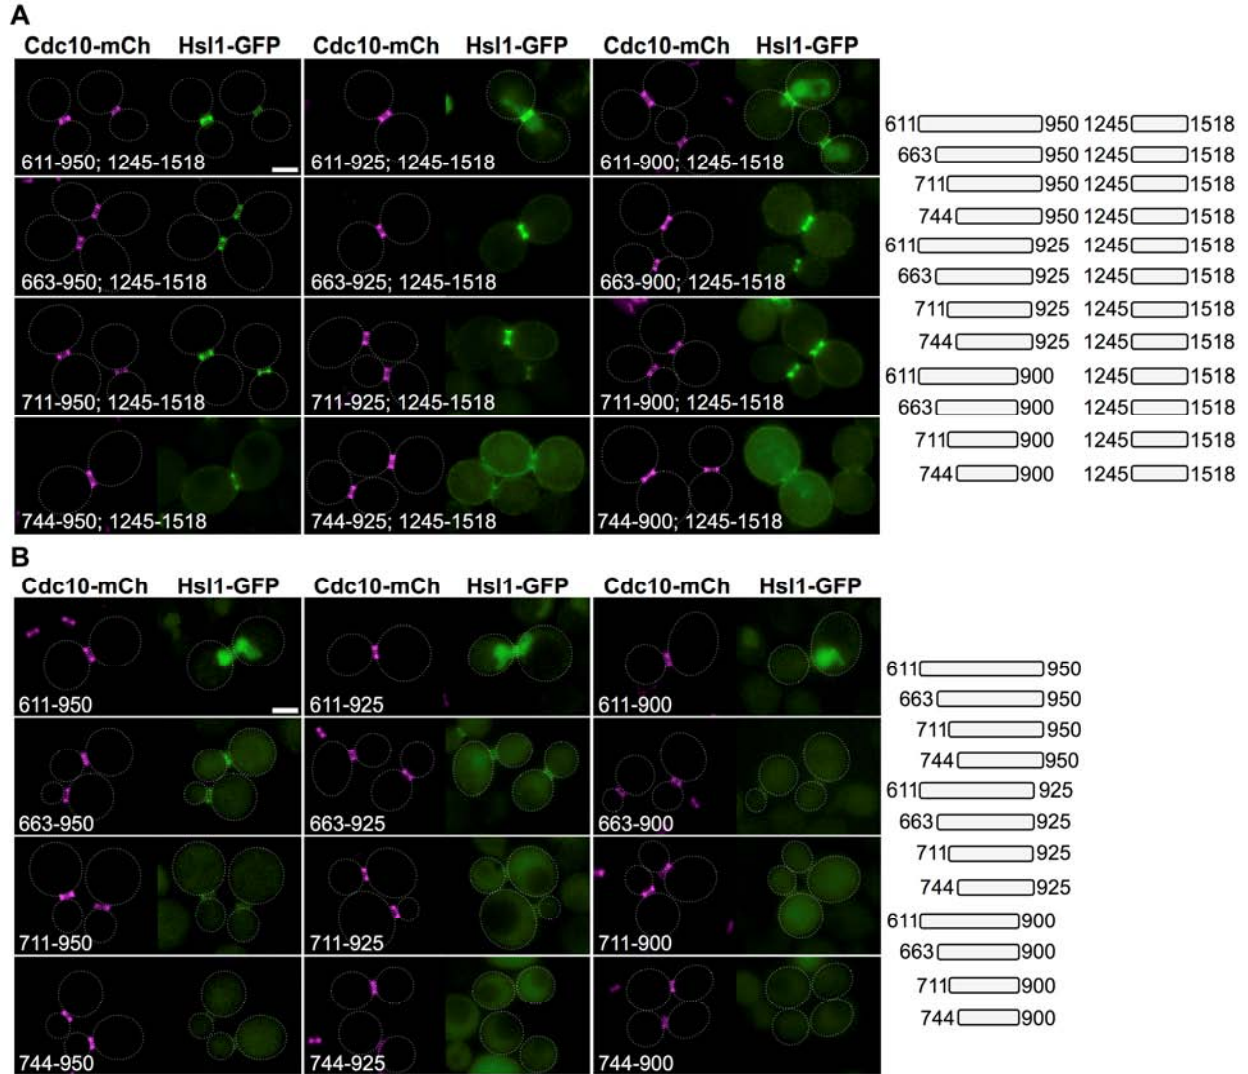 A
Cdc10-mCh Hsl1-GFP Cdc10-mCh Hsl1-GFP Cdc10-mCh Hsl1-GFP
611-950; 1245-1518 611-925; 1245-1518 611-900; 1245-1518
663-950; 1245-1518 663-925; 1245-1518 663-900; 1245-1518
711-950; 1245-1518 711-925; 1245-1518 711-900; 1245-1518
744-950; 1245-1518 744-925; 1245-1518 744-900; 1245-1518
611 950 1245 1518
663 950 1245 1518
711 950 1245 1518
744 950 1245 1518
611 925 1245 1518
663 925 1245 1518
711 925 1245 1518
744 925 1245 1518
611 900 1245 1518
663 900 1245 1518
711 900 1245 1518
744 900 1245 1518
B
Cdc10-mCh Hsl1-GFP Cdc10-mCh Hsl1-GFP Cdc10-mCh Hsl1-GFP
611-950 611-925 611-900
663-950 663-925 663-900
711-950 711-925 711-900
744-950 744-925 744-900
611 950
663 950
711 950
744 950
611 925
663 925
711 925
744 925
611 900
663 900
711 900
744 900